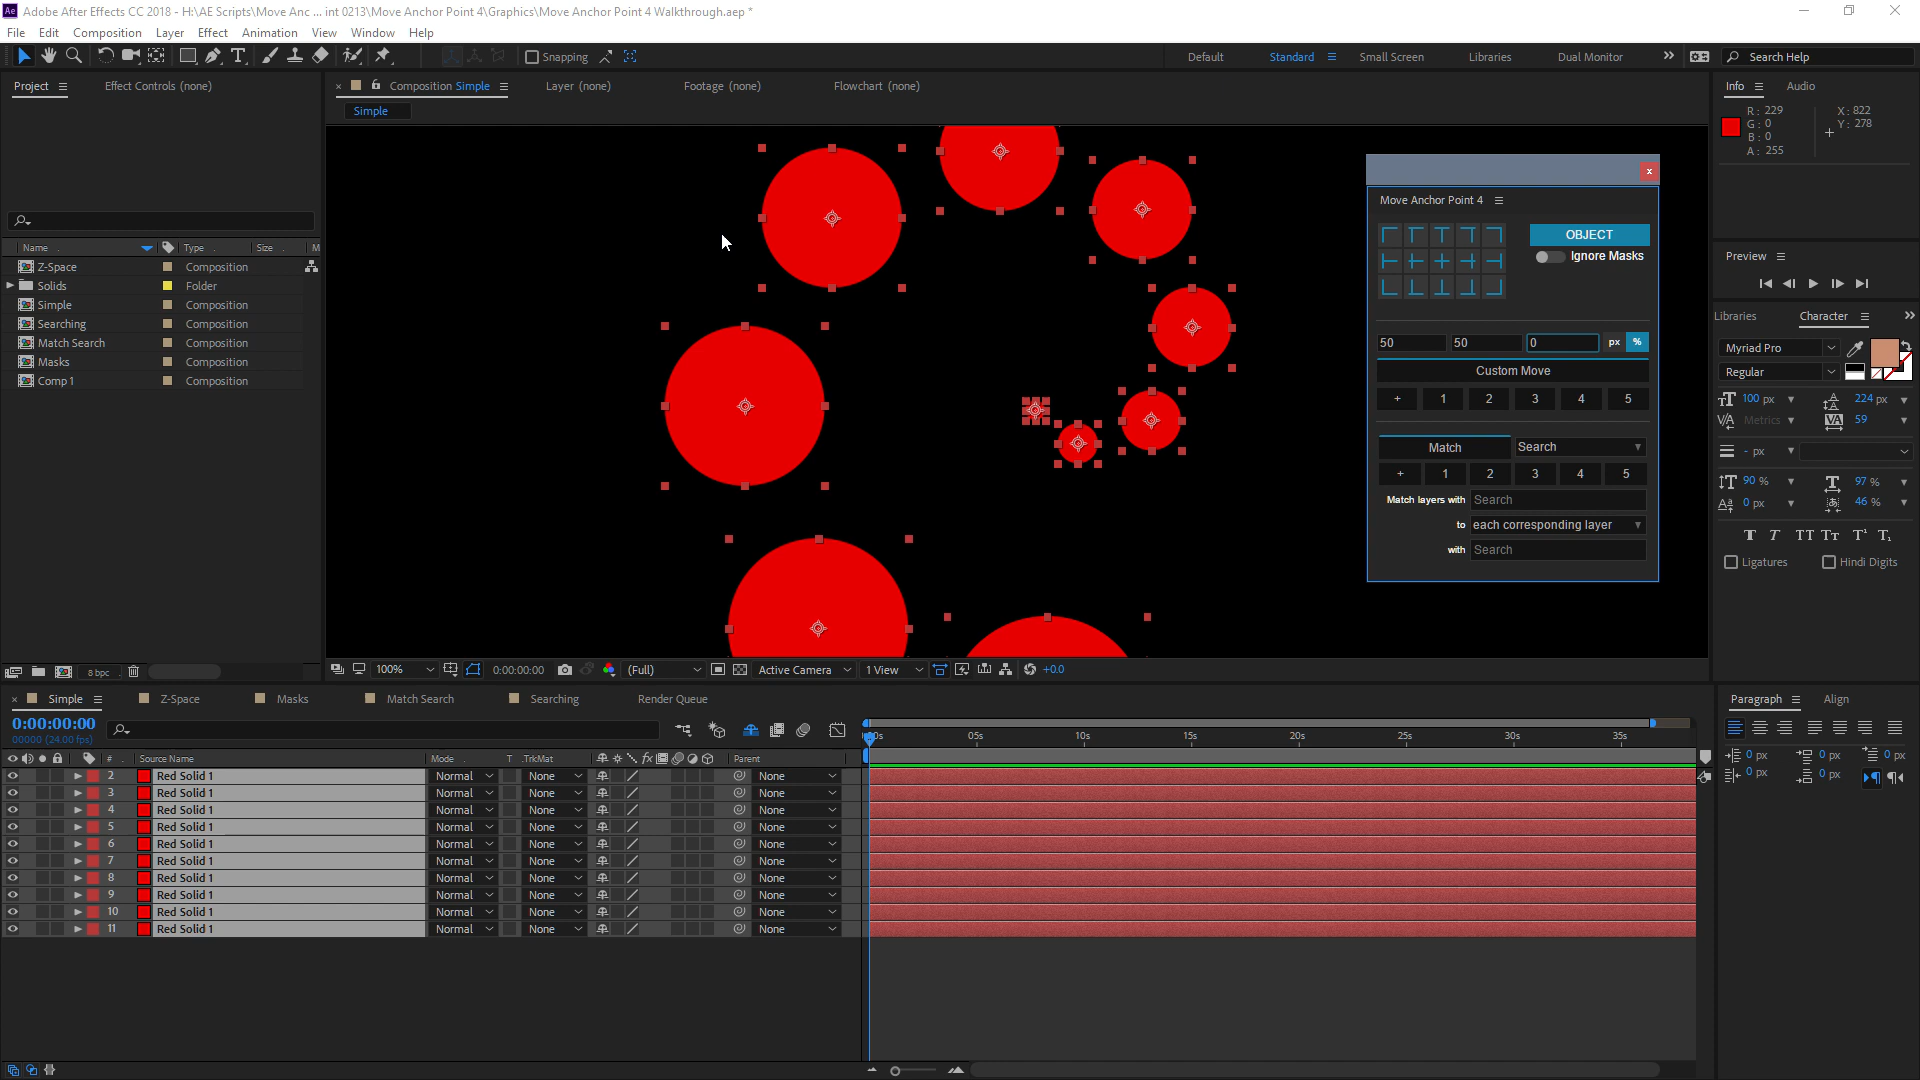 Ae Adobe After Effects CC 2018 - H:\AE Scripts\Move Anc ... int 0213\Move Anchor Point 4\Graphics\Move Anchor Point 4 Walkthrough.aep *
File Edit Composition Layer Effect Animation View Window Help
Snapping Default Standard Small Screen Libraries Dual Monitor Search Help
Project Effect Controls (none) Composition Simple Layer (none) Footage (none) Flowchart (none) Info Audio
Simple
R: 229 X: 822
G: 0 Y: 278
B: 0
A: 255
Move Anchor Point 4
OBJECT
Ignore Masks
Name Type Size M
Z-Space Composition
Solids Folder
Simple Composition
Searching Composition
Match Search Composition
Masks Composition
Comp 1 Composition
50 50 0 px %
Custom Move
+ 1 2 3 4 5
Match Search
+ 1 2 3 4 5
Match layers with Search
to each corresponding layer
with Search
Preview
Libraries Character
Myriad Pro
Regular
100 px 224 px
Metrics 59
- px
90 % 97 %
0 px 46 %
Ligatures Hindi Digits
8 bpc 100% 0:00:00:00 (Full) Active Camera 1 View +0.0
Simple Z-Space Masks Match Search Searching Render Queue
0:00:00:00
00000 (24.00 fps)
05s 10s 15s 20s 25s 30s 35s
# Source Name Mode T .TrkMat Parent
2 Red Solid 1 Normal None None
3 Red Solid 1 Normal None None
4 Red Solid 1 Normal None None
5 Red Solid 1 Normal None None
6 Red Solid 1 Normal None None
7 Red Solid 1 Normal None None
8 Red Solid 1 Normal None None
9 Red Solid 1 Normal None None
10 Red Solid 1 Normal None None
11 Red Solid 1 Normal None None
Paragraph Align
0 px 0 px 0 px
0 px 0 px